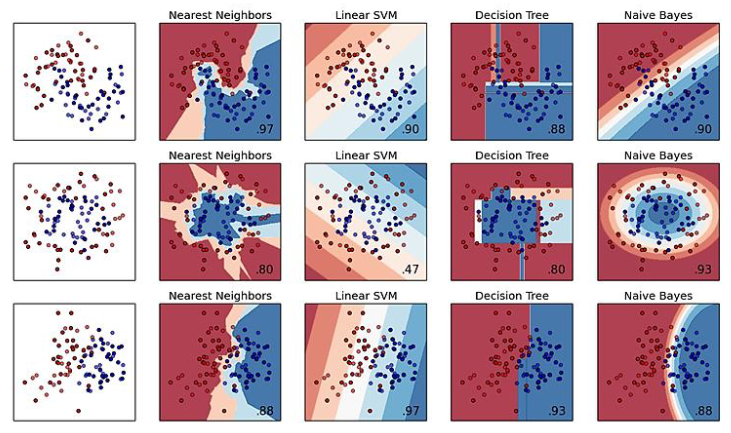 Nearest Neighbors Linear SVM Decision Tree Naive Bayes
.97 .90 .88 .90
Nearest Neighbors Linear SVM Decision Tree Naive Bayes
.80 .47 .80 .93
Nearest Neighbors Linear SVM Decision Tree Naive Bayes
.88 .97 .93 .88